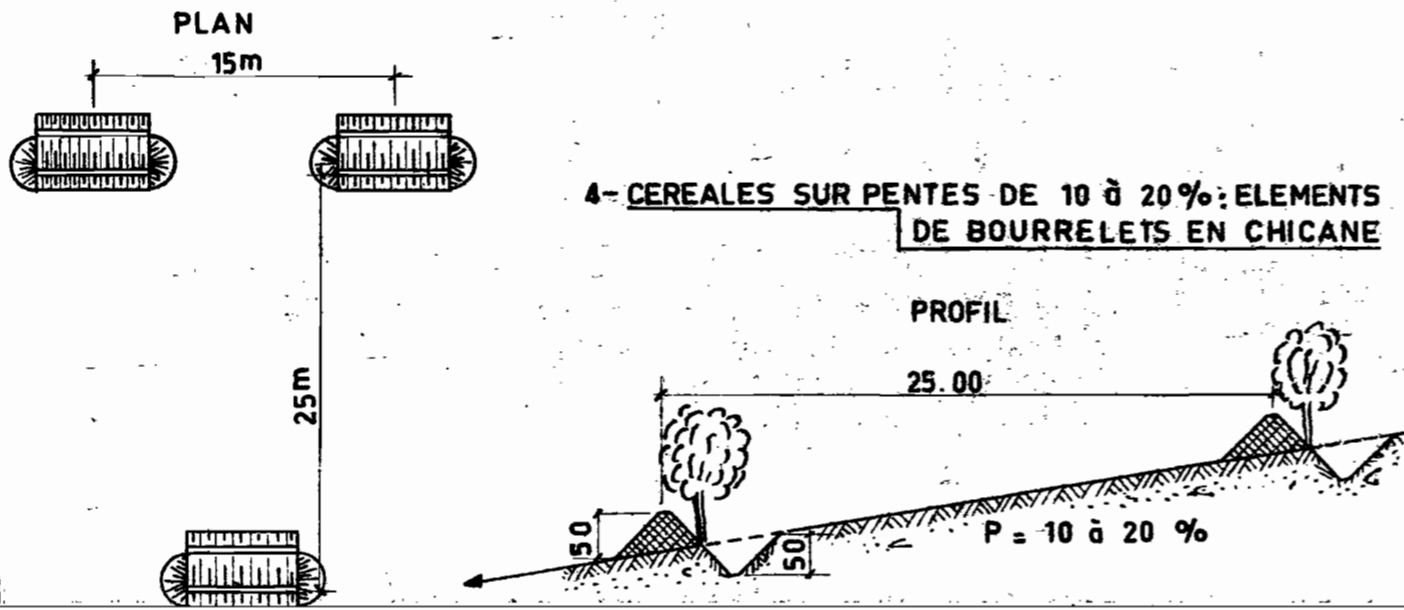 PLAN
15m
4- CEREALES SUR PENTES DE 10 à 20%: ELEMENTS
DE BOURRELETS EN CHICANE
PROFIL
25.00
25m
50
50
P = 10 à 20 %